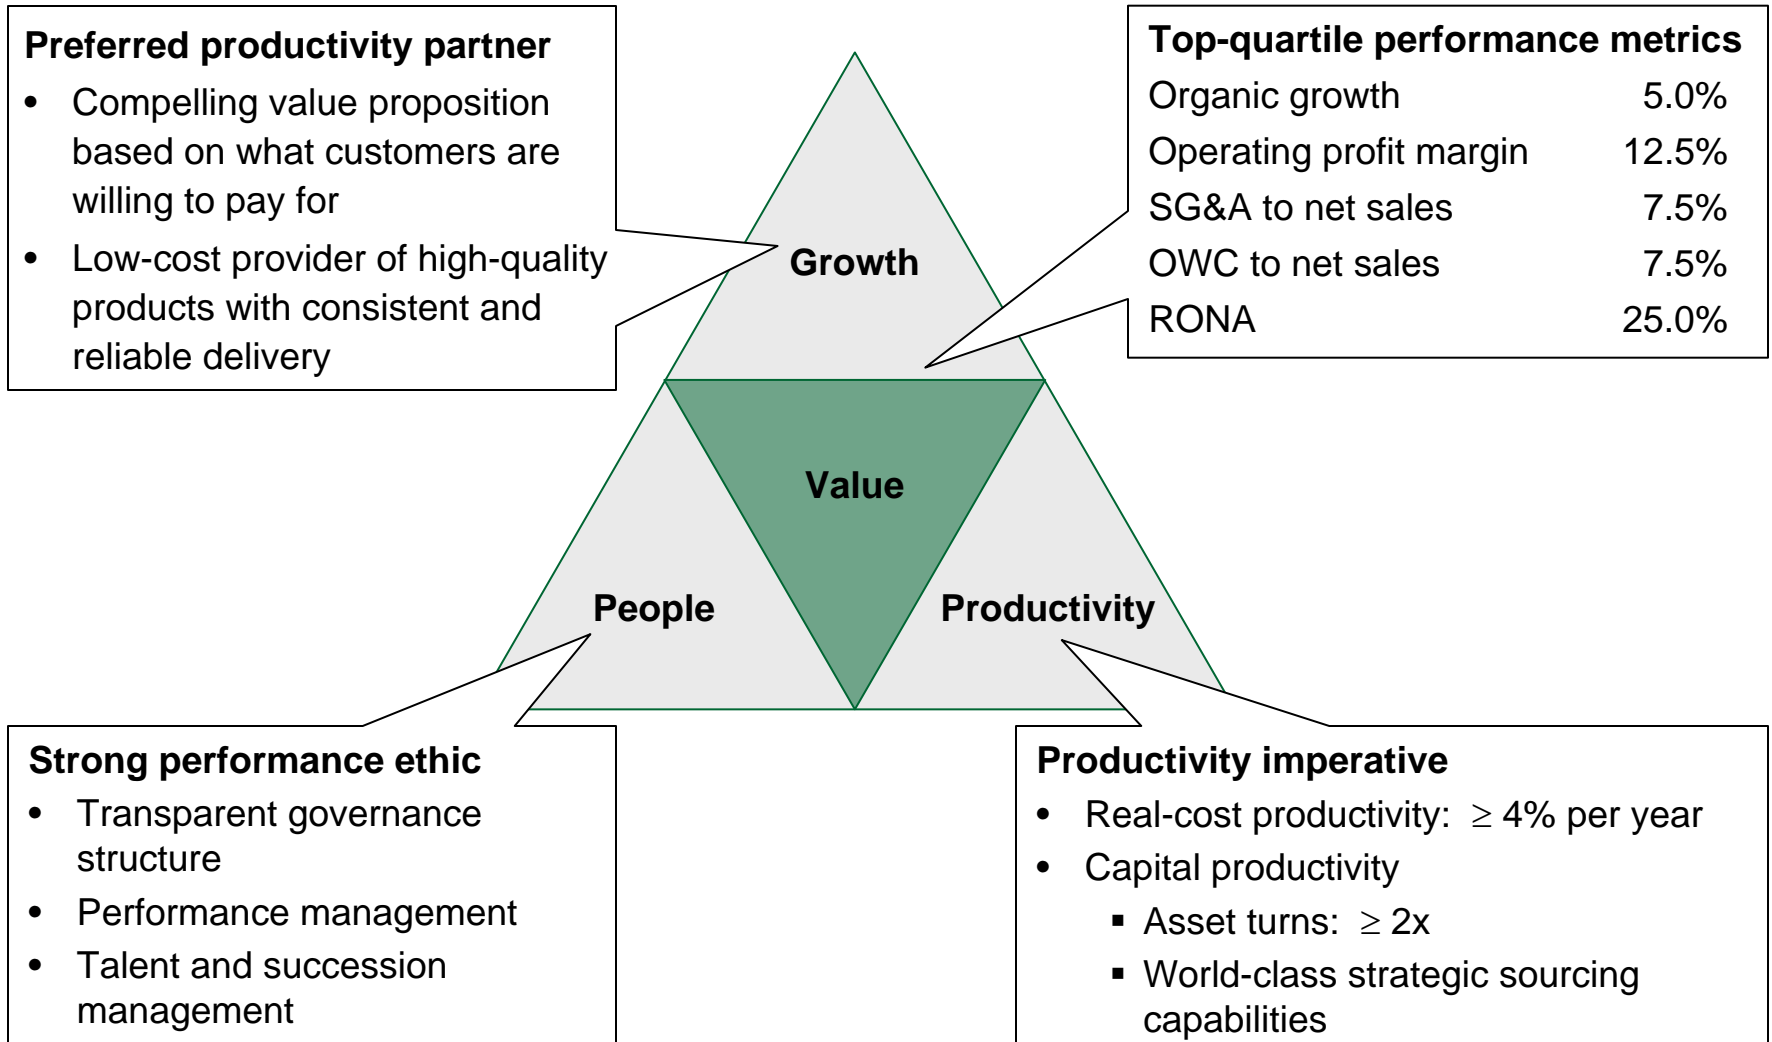 Preferred productivity partner
• Compelling value proposition
based on what customers are
willing to pay for
• Low-cost provider of high-quality
products with consistent and
reliable delivery
Top-quartile performance metrics
Organic growth 5.0%
Operating profit margin 12.5%
SG&A to net sales 7.5%
OWC to net sales 7.5%
RONA 25.0%
Growth
Value
People
Productivity
Strong performance ethic
• Transparent governance
structure
• Performance management
• Talent and succession
management
Productivity imperative
• Real-cost productivity: ≥ 4% per year
• Capital productivity
▪ Asset turns: ≥ 2x
▪ World-class strategic sourcing
capabilities